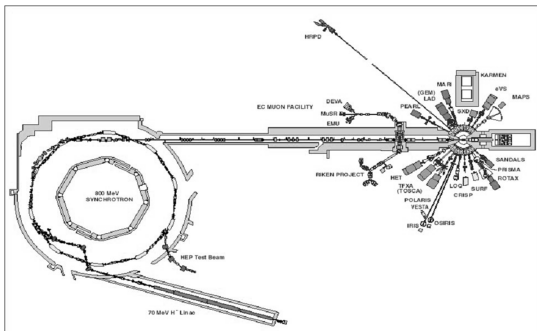 HRPD
KARMEN
MARI
eVS
(GEM)
LAD
MAPS
DEVA
EC MUON FACILITY
MuSR
PEARL
SXD
EMU
SANDALS
RIKEN PROJECT
HET
PRISMA
TFXA
(TOSCA)
LOQ
SURF
ROTAX
CRISP
POLARIS
VESTA
IRIS
OSIRIS
800 MeV
SYNCHROTRON
HEP Test Beam
70 MeV H⁻ Linac